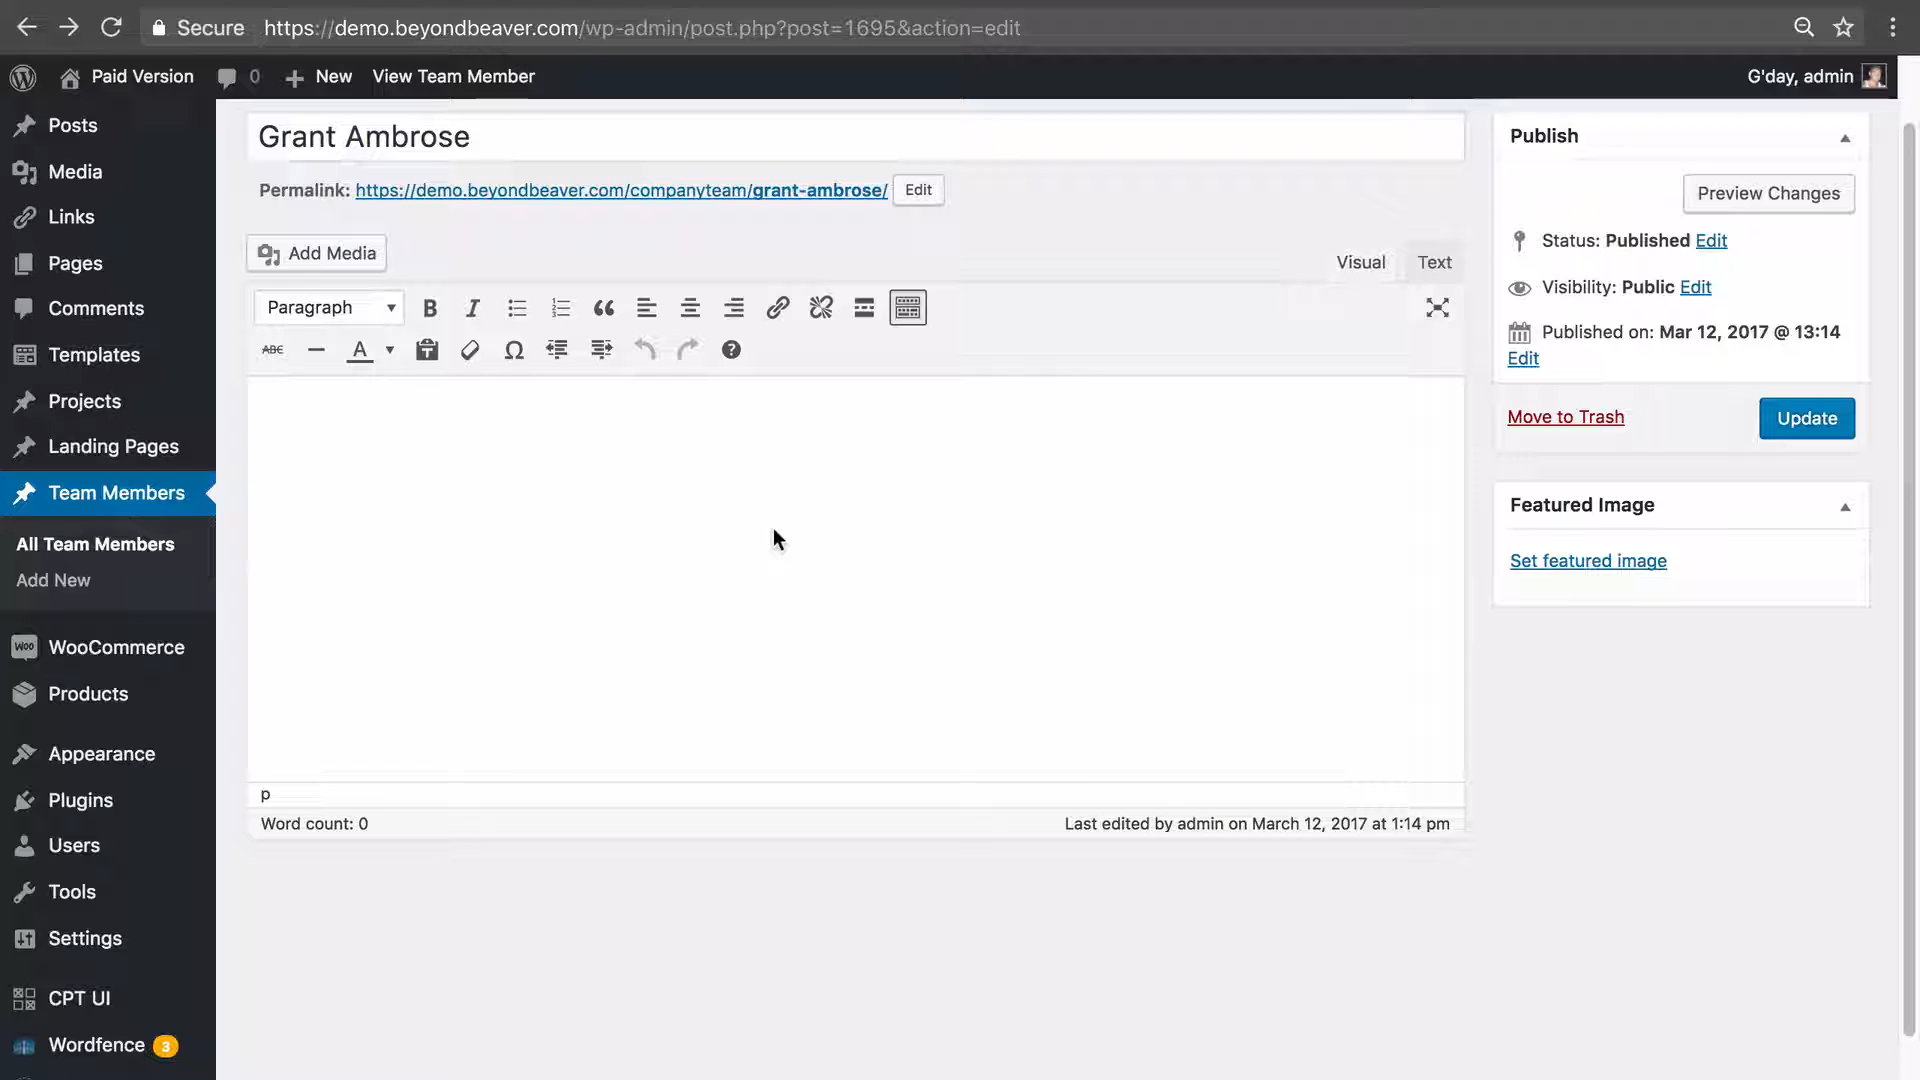 Secure https://demo.beyondbeaver.com/wp-admin/post.php?post=1695&action=edit
Paid Version 0 New View Team Member G'day, admin
Posts
Media
Links
Pages
Comments
Templates
Projects
Landing Pages
Team Members
All Team Members
Add New
WooCommerce
Products
Appearance
Plugins
Users
Tools
Settings
CPT UI
Wordfence 3
Grant Ambrose
Permalink: https://demo.beyondbeaver.com/companyteam/grant-ambrose/ Edit
Add Media
Visual Text
Paragraph B I
ABC A
p
Word count: 0 Last edited by admin on March 12, 2017 at 1:14 pm
Publish
Preview Changes
Status: Published Edit
Visibility: Public Edit
Published on: Mar 12, 2017 @ 13:14
Edit
Move to Trash Update
Featured Image
Set featured image